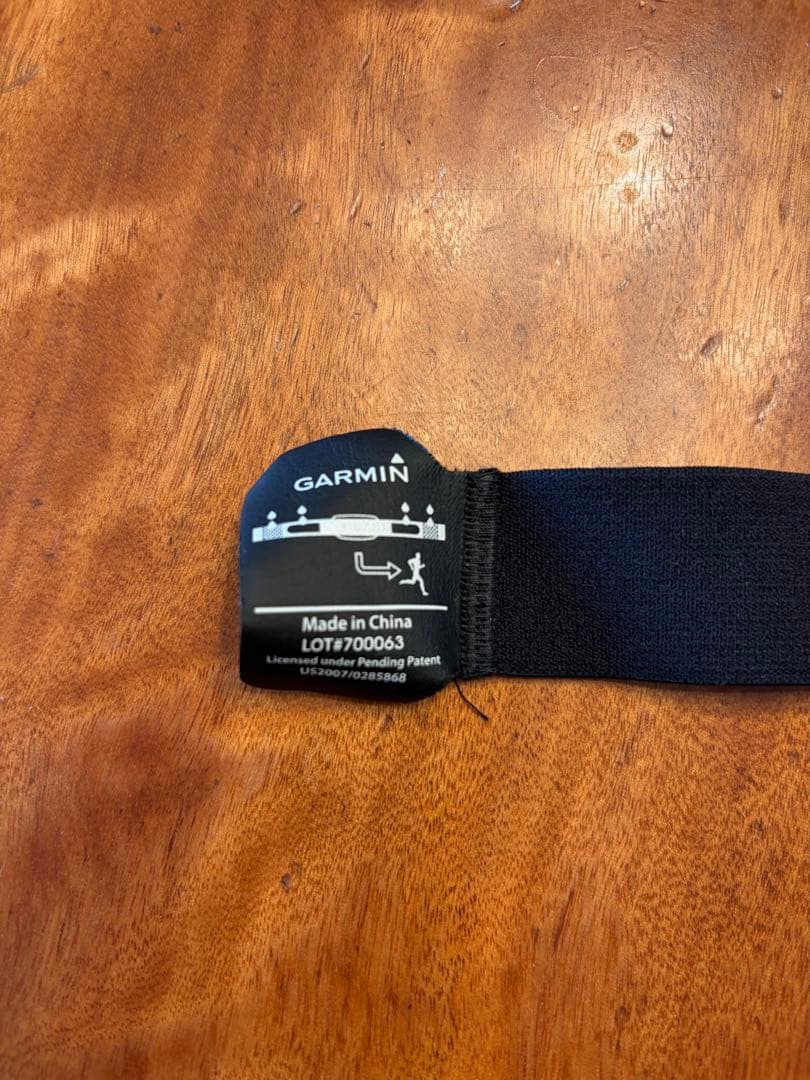 GARMIN
Made in China
LOT#700063
Licensed under Pending Patent
US2007/0285868